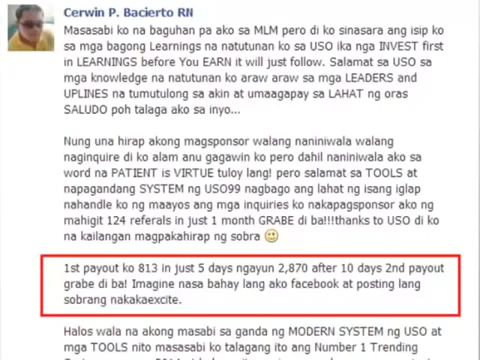 Cerwin P. Bacierto RN
Masasabi ko na baguhan pa ako sa MLM pero di ko sinasara ang isip ko
sa mga bagong Learnings na natutunan ko sa USO ika nga INVEST first
in LEARNINGS before You EARN it will just follow. Salamat sa USO sa
mga knowledge na natutunan ko araw araw sa mga LEADERS and
UPLINES na tumutulong sa akin at umaagapay sa LAHAT ng oras
SALUDO poh talaga ako sa inyo...
Nung una hirap akong magsponsor walang naniniwala walang
naginquire di ko alam anu gagawin ko pero dahil naniniwala ako sa
word na PATIENT is VIRTUE tuloy lang! pero salamat sa TOOLS at
napagandang SYSTEM ng USO99 nagbago ang lahat ng isang iglap
nahandle ko ng maayos ang mga inquiries ko nakapagsponsor ako ng
mahigit 124 referals in just 1 month GRABE di ba!!!thanks to USO di ko
na kailangan magpakahirap ng sobra
1st payout ko 813 in just 5 days ngayun 2,870 after 10 days 2nd payout
grabe di ba! Imagine nasa bahay lang ako facebook at posting lang
sobrang nakakaexcite.
Halos wala na akong masabi sa ganda ng MODERN SYSTEM ng USO at
mga TOOLS nito masasabi ko talagang ito ang Number 1 Trending